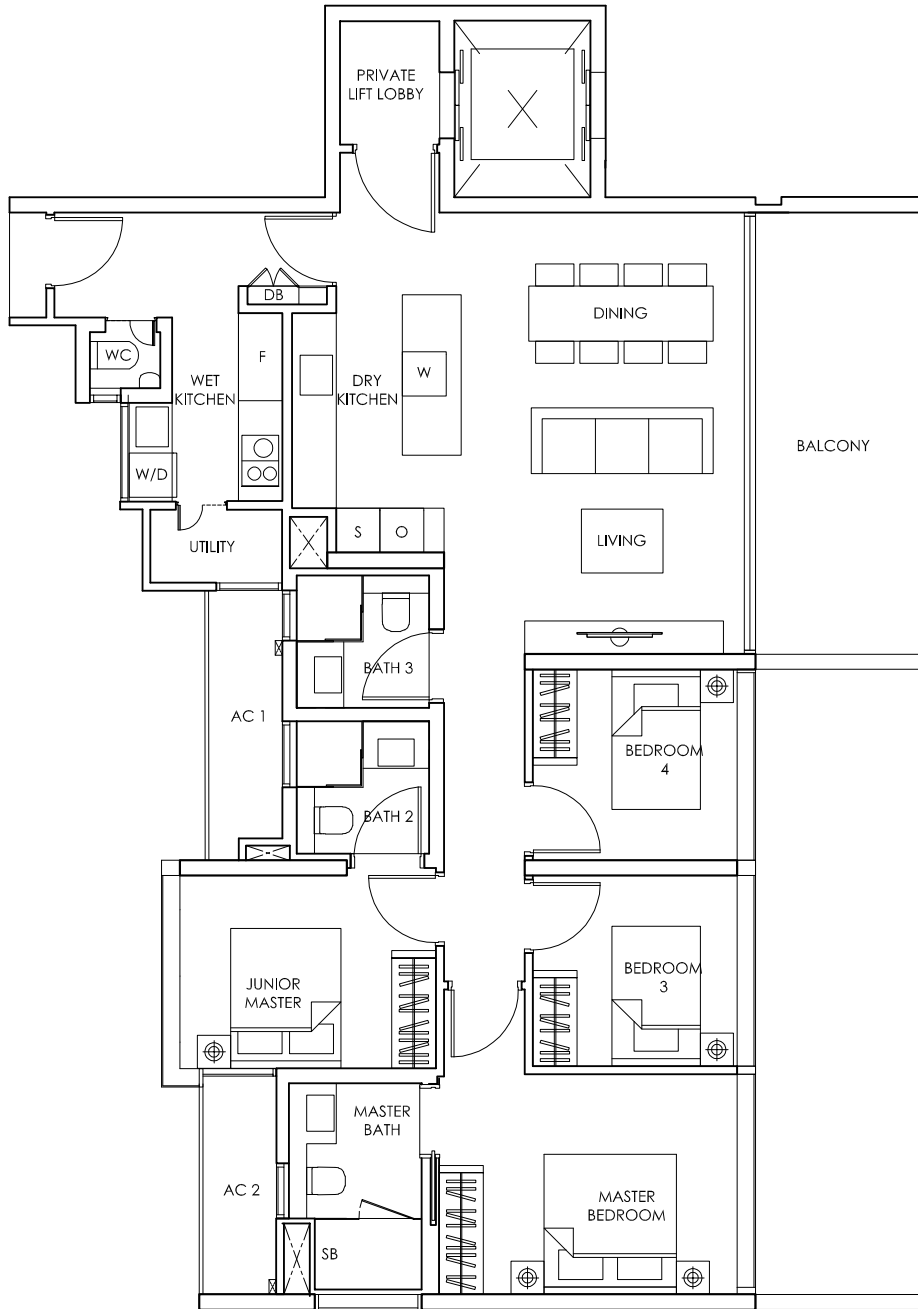 PRIVATE
LIFT LOBBY
DB
DINING
WC
F
WET
KITCHEN
DRY
KITCHEN
W
BALCONY
W/D
S
O
LIVING
UTILITY
BATH 3
AC 1
BEDROOM
4
BATH 2
JUNIOR
MASTER
BEDROOM
3
MASTER
BATH
AC 2
MASTER
BEDROOM
SB